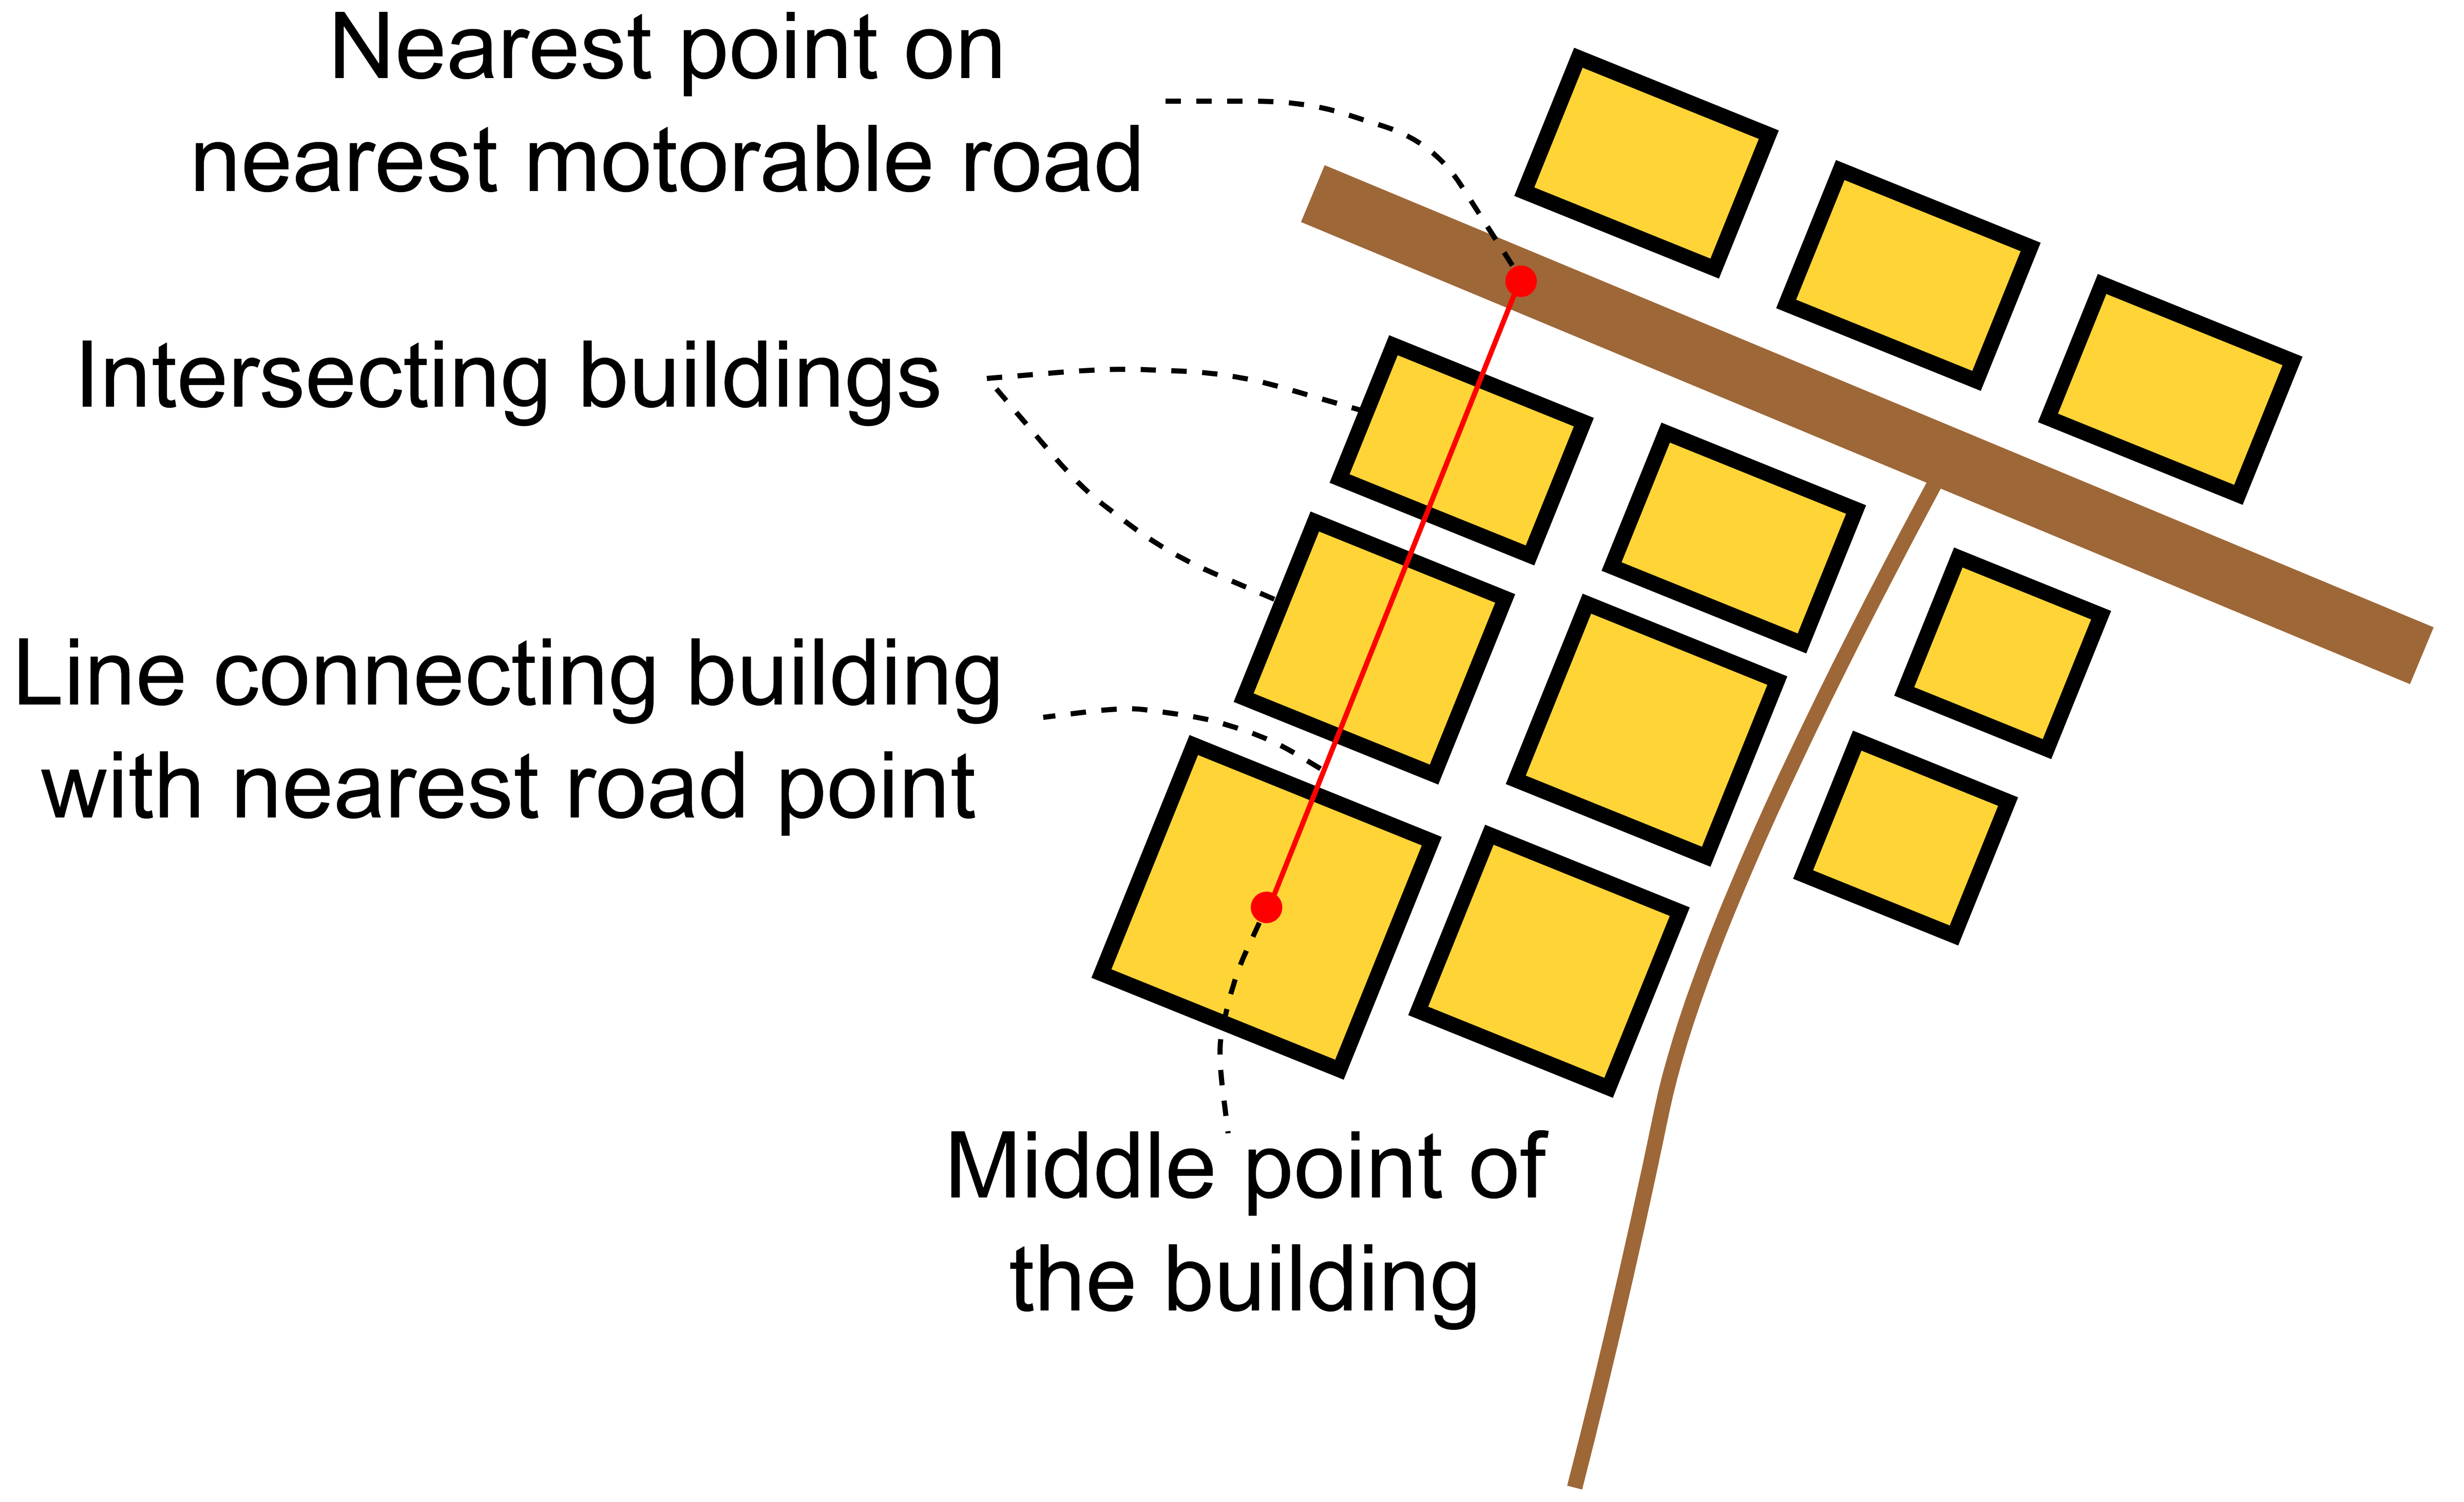 Nearest point on
nearest motorable road
Intersecting buildings
Line connecting building
with nearest road point
Middle point of
the building